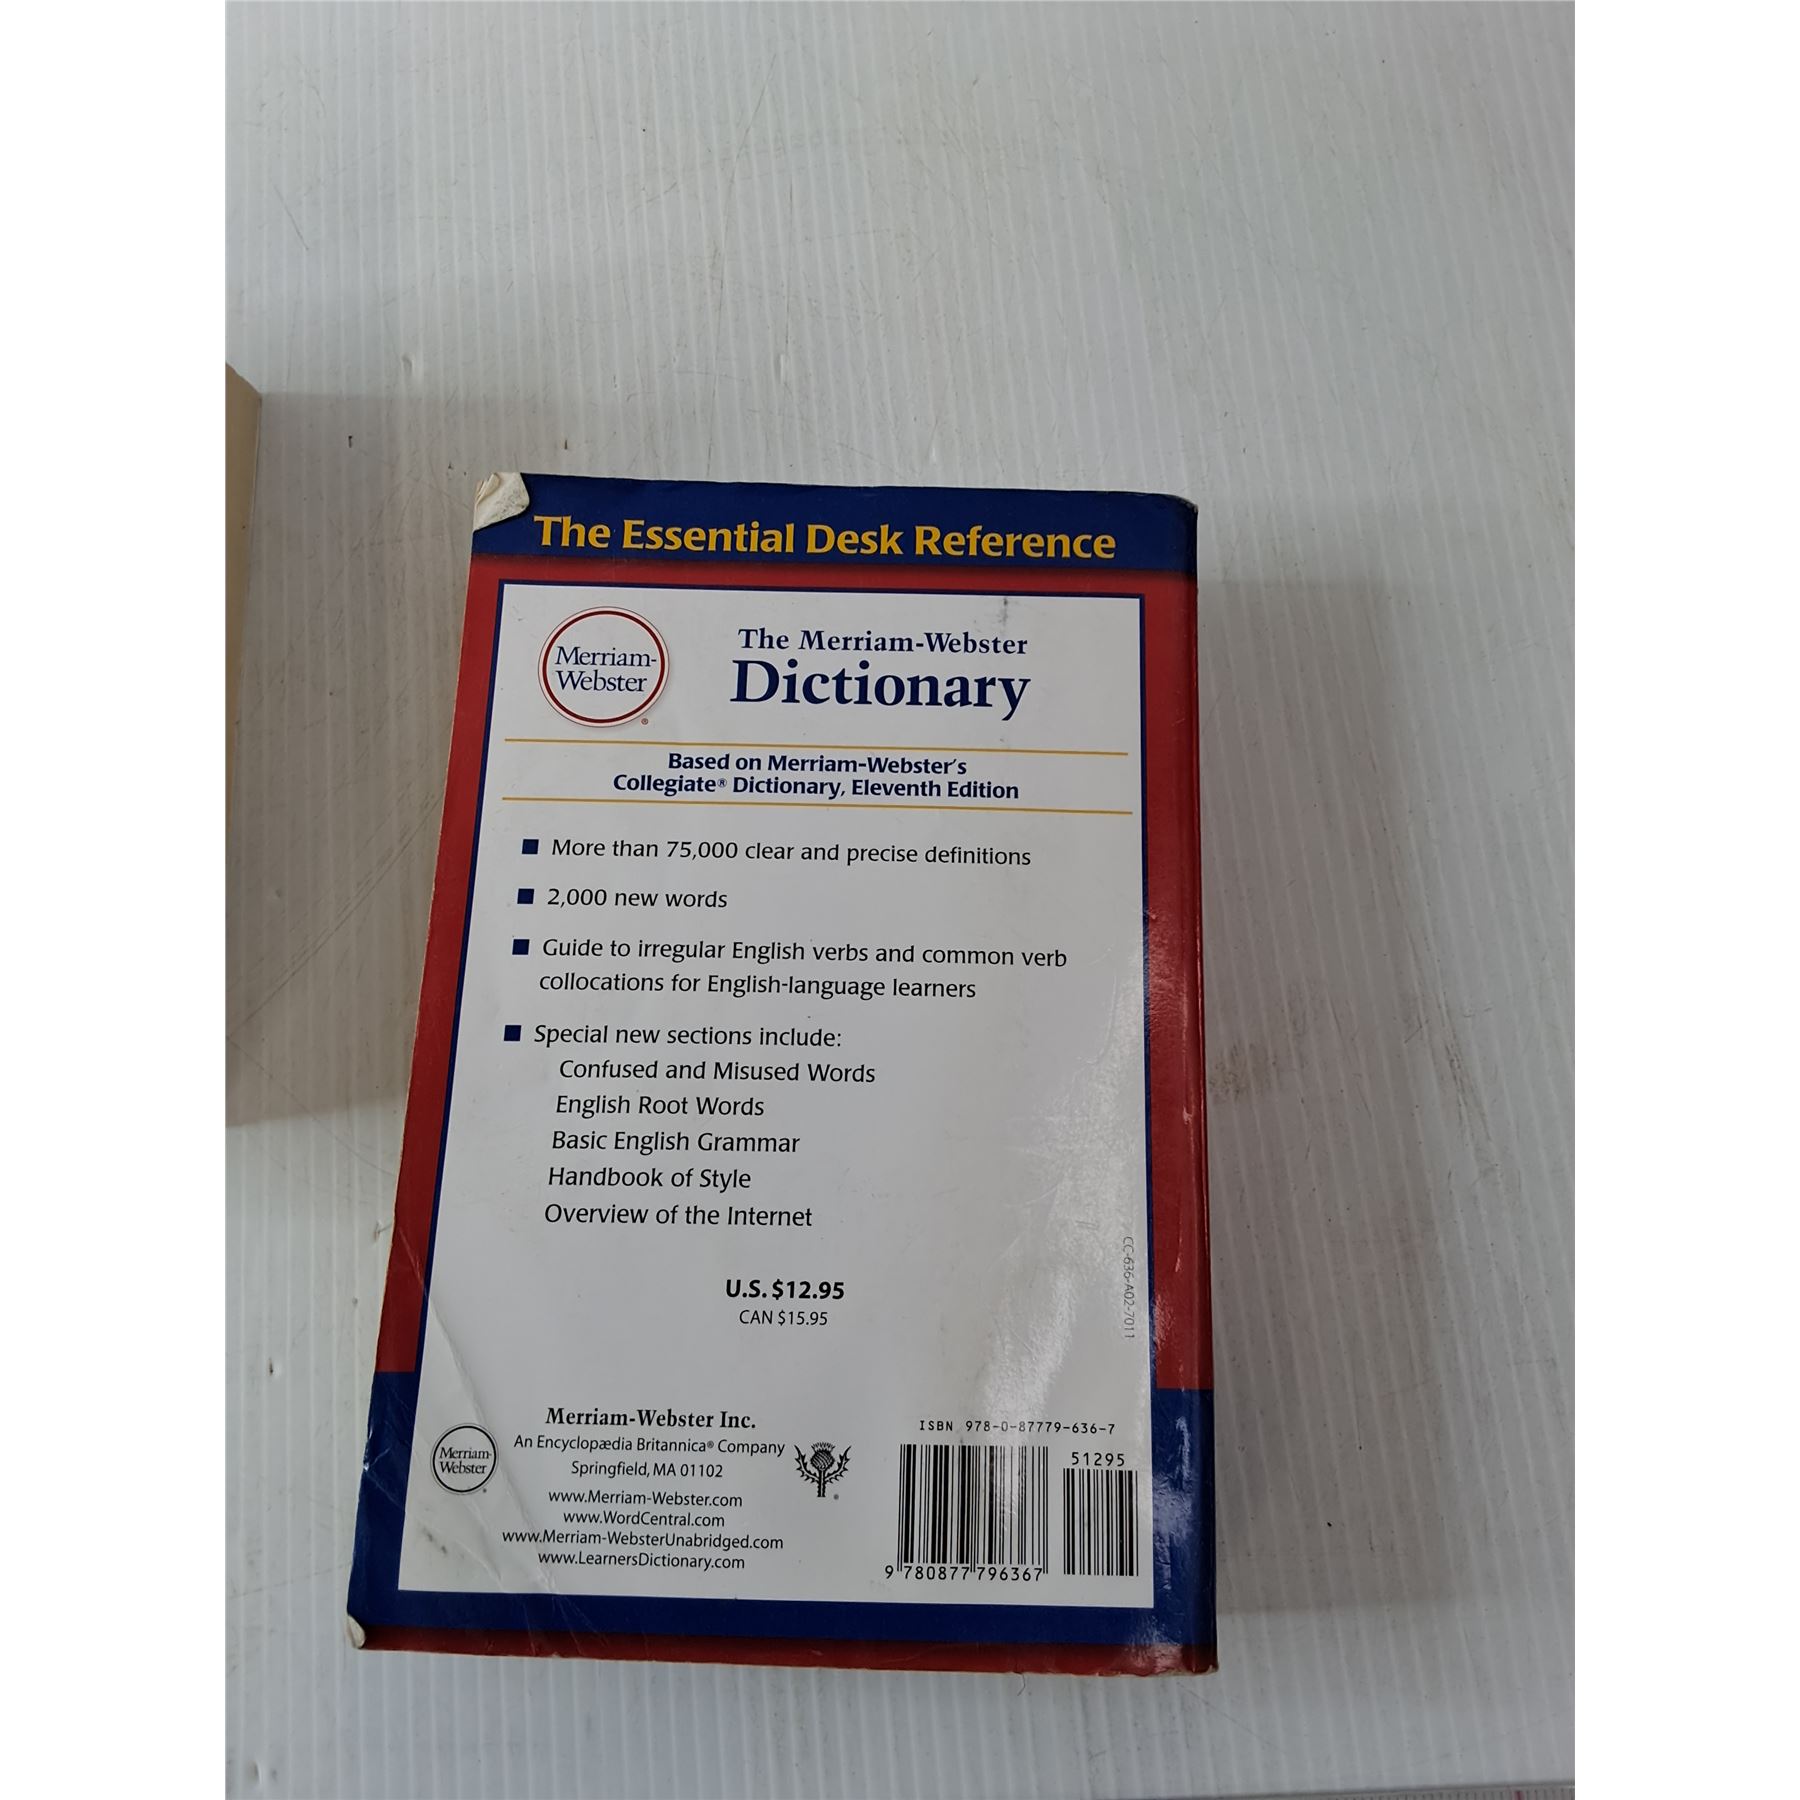 The Essential Desk Reference
Merriam-
Webster
®
The Merriam-Webster
Dictionary
Based on Merriam-Webster's
Collegiate® Dictionary, Eleventh Edition
■ More than 75,000 clear and precise definitions
■ 2,000 new words
■ Guide to irregular English verbs and common verb
collocations for English-language learners
■ Special new sections include:
Confused and Misused Words
English Root Words
Basic English Grammar
Handbook of Style
Overview of the Internet
CC-636-A02-7011
U.S. $12.95
CAN $15.95
Merriam-
Webster
Merriam-Webster Inc.
An Encyclopædia Britannica® Company
Springfield, MA 01102
www.Merriam-Webster.com
www.WordCentral.com
www.Merriam-WebsterUnabridged.com
www.LearnersDictionary.com
ISBN 978-0-87779-636-7
51295
9 780877 796367